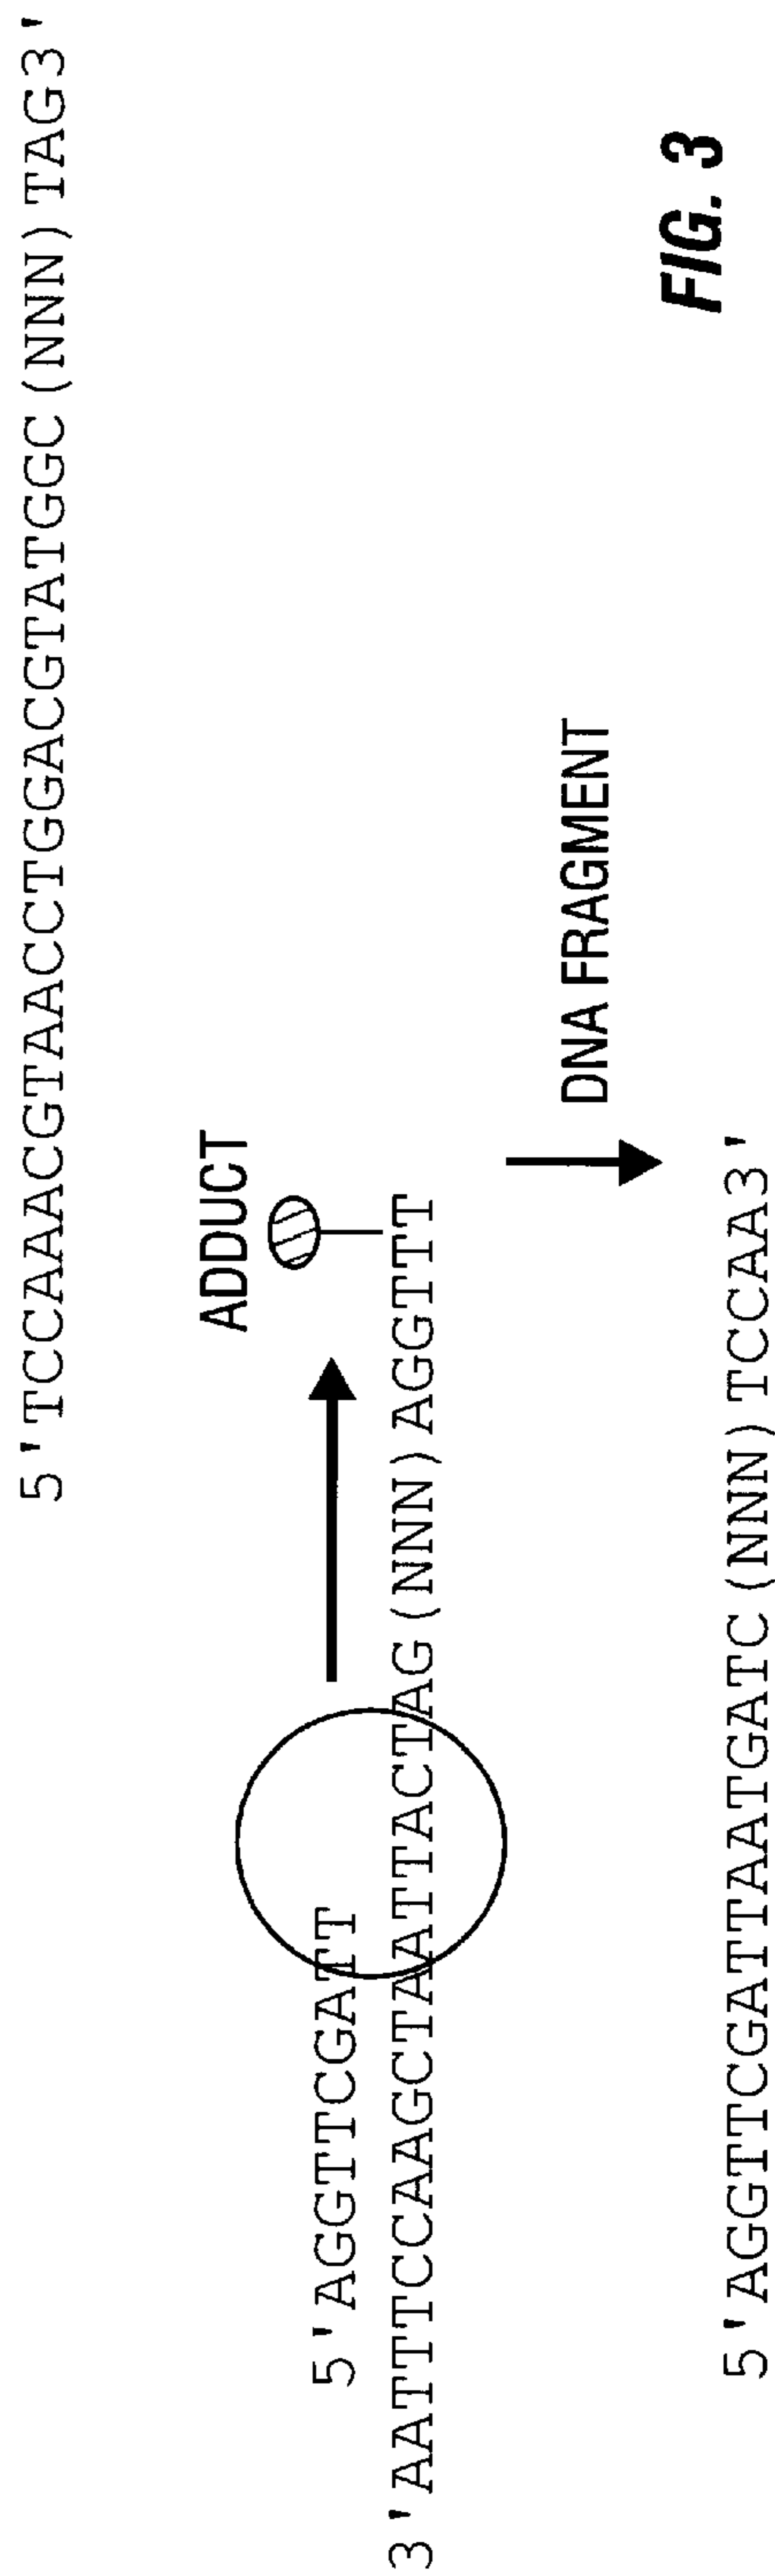 5'TCCAAACGTAACCTGGACGTATGGC(NNN)TAG3'
ADDUCT
5'AGGTTCGATT
3'AATTTCCAAGCTAATTACTAG(NNN)AGGTTT
DNA FRAGMENT
5'AGGTTCGATTAATGATC(NNN)TCCAA3'
FIG. 3